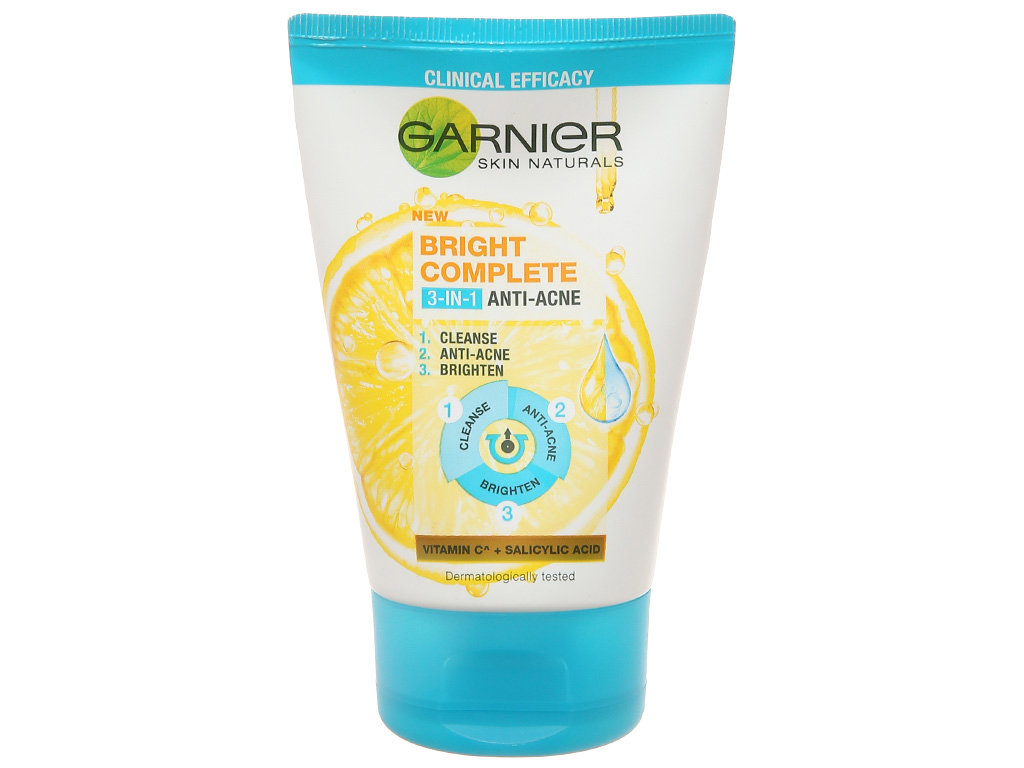 CLINICAL EFFICACY
GARNIER
SKIN NATURALS
NEW
BRIGHT
COMPLETE
3-IN-1 ANTI-ACNE
1. CLEANSE
2. ANTI-ACNE
3. BRIGHTEN
1 CLEANSE
ANTI-ACNE 2
BRIGHTEN
3
VITAMIN C^ + SALICYLIC ACID
Dermatologically tested